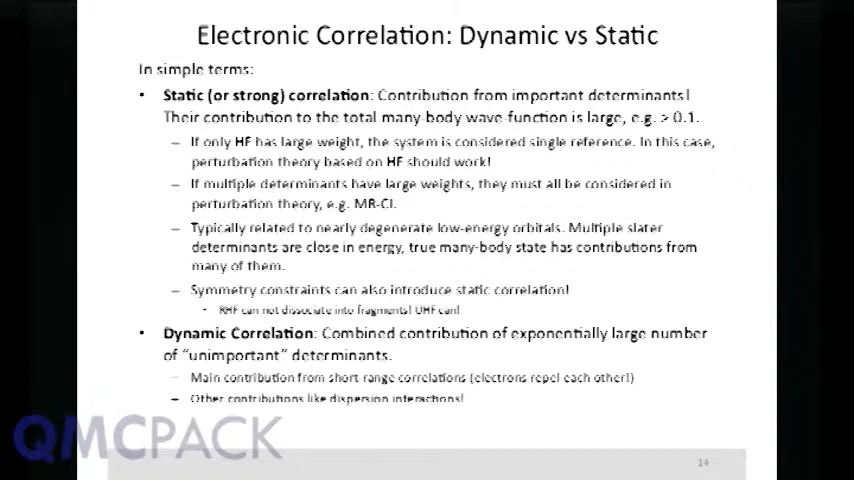 Electronic Correlation: Dynamic vs Static
In simple terms:
• Static (or strong) correlation: Contribution from important determinants!
Their contribution to the total many-body wave-function is large, e.g. > 0.1.
– If only HF has large weight, the system is considered single reference. In this case,
perturbation theory based on HF should work!
– If multiple determinants have large weights, they must all be considered in
perturbation theory, e.g. MR-CI.
– Typically related to nearly degenerate low-energy orbitals. Multiple slater
determinants are close in energy, true many-body state has contributions from
many of them.
– Symmetry constraints can also introduce static correlation!
• RHF can not dissociate into fragments! UHF can!
• Dynamic Correlation: Combined contribution of exponentially large number
of “unimportant” determinants.
– Main contribution from short range correlations (electrons repel each other!)
– Other contributions like dispersion interactions!
QMCPACK
14